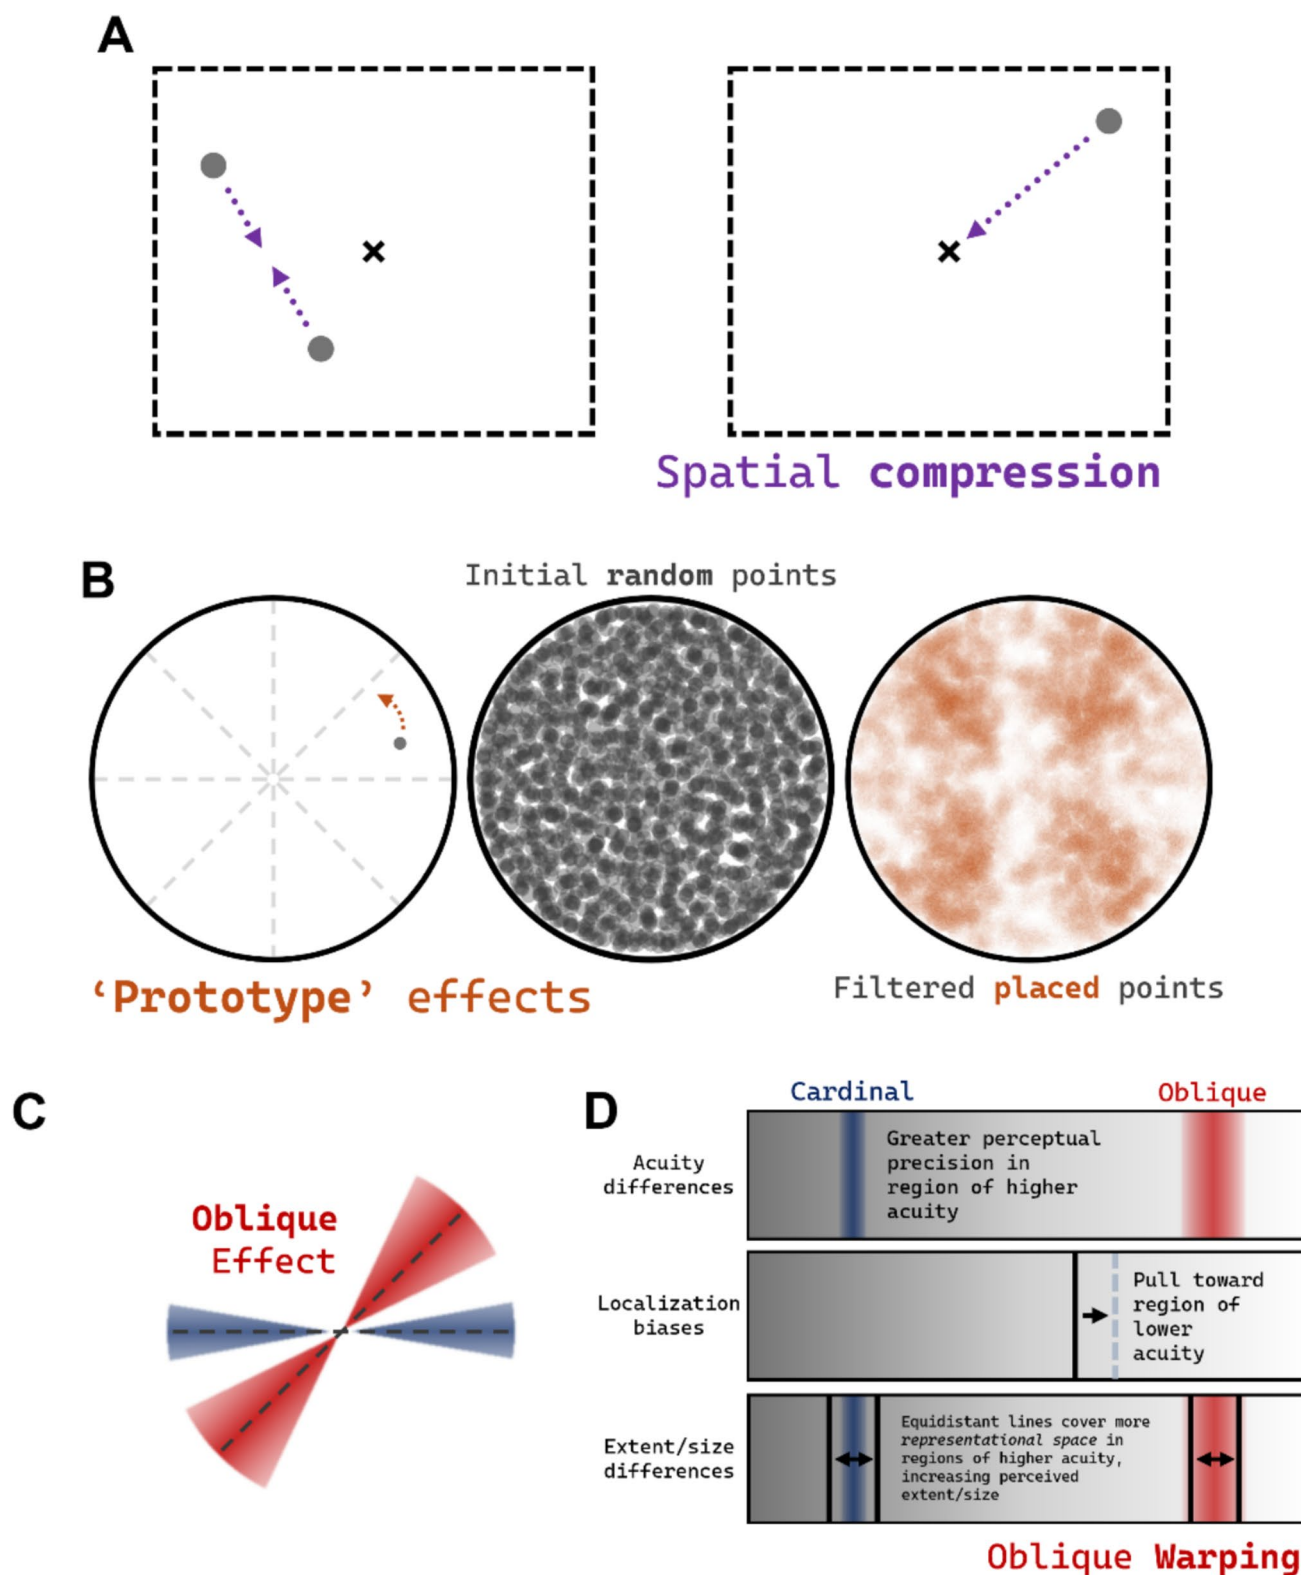 A
Spatial compression
B
Initial random points
‘Prototype’ effects
Filtered placed points
C
Oblique
Effect
D
Cardinal
Oblique
Acuity
differences
Greater perceptual
precision in
region of higher
acuity
Localization
biases
Pull toward
region of
lower
acuity
Extent/size
differences
Equidistant lines cover more
representational space in
regions of higher acuity,
increasing perceived
extent/size
Oblique Warping